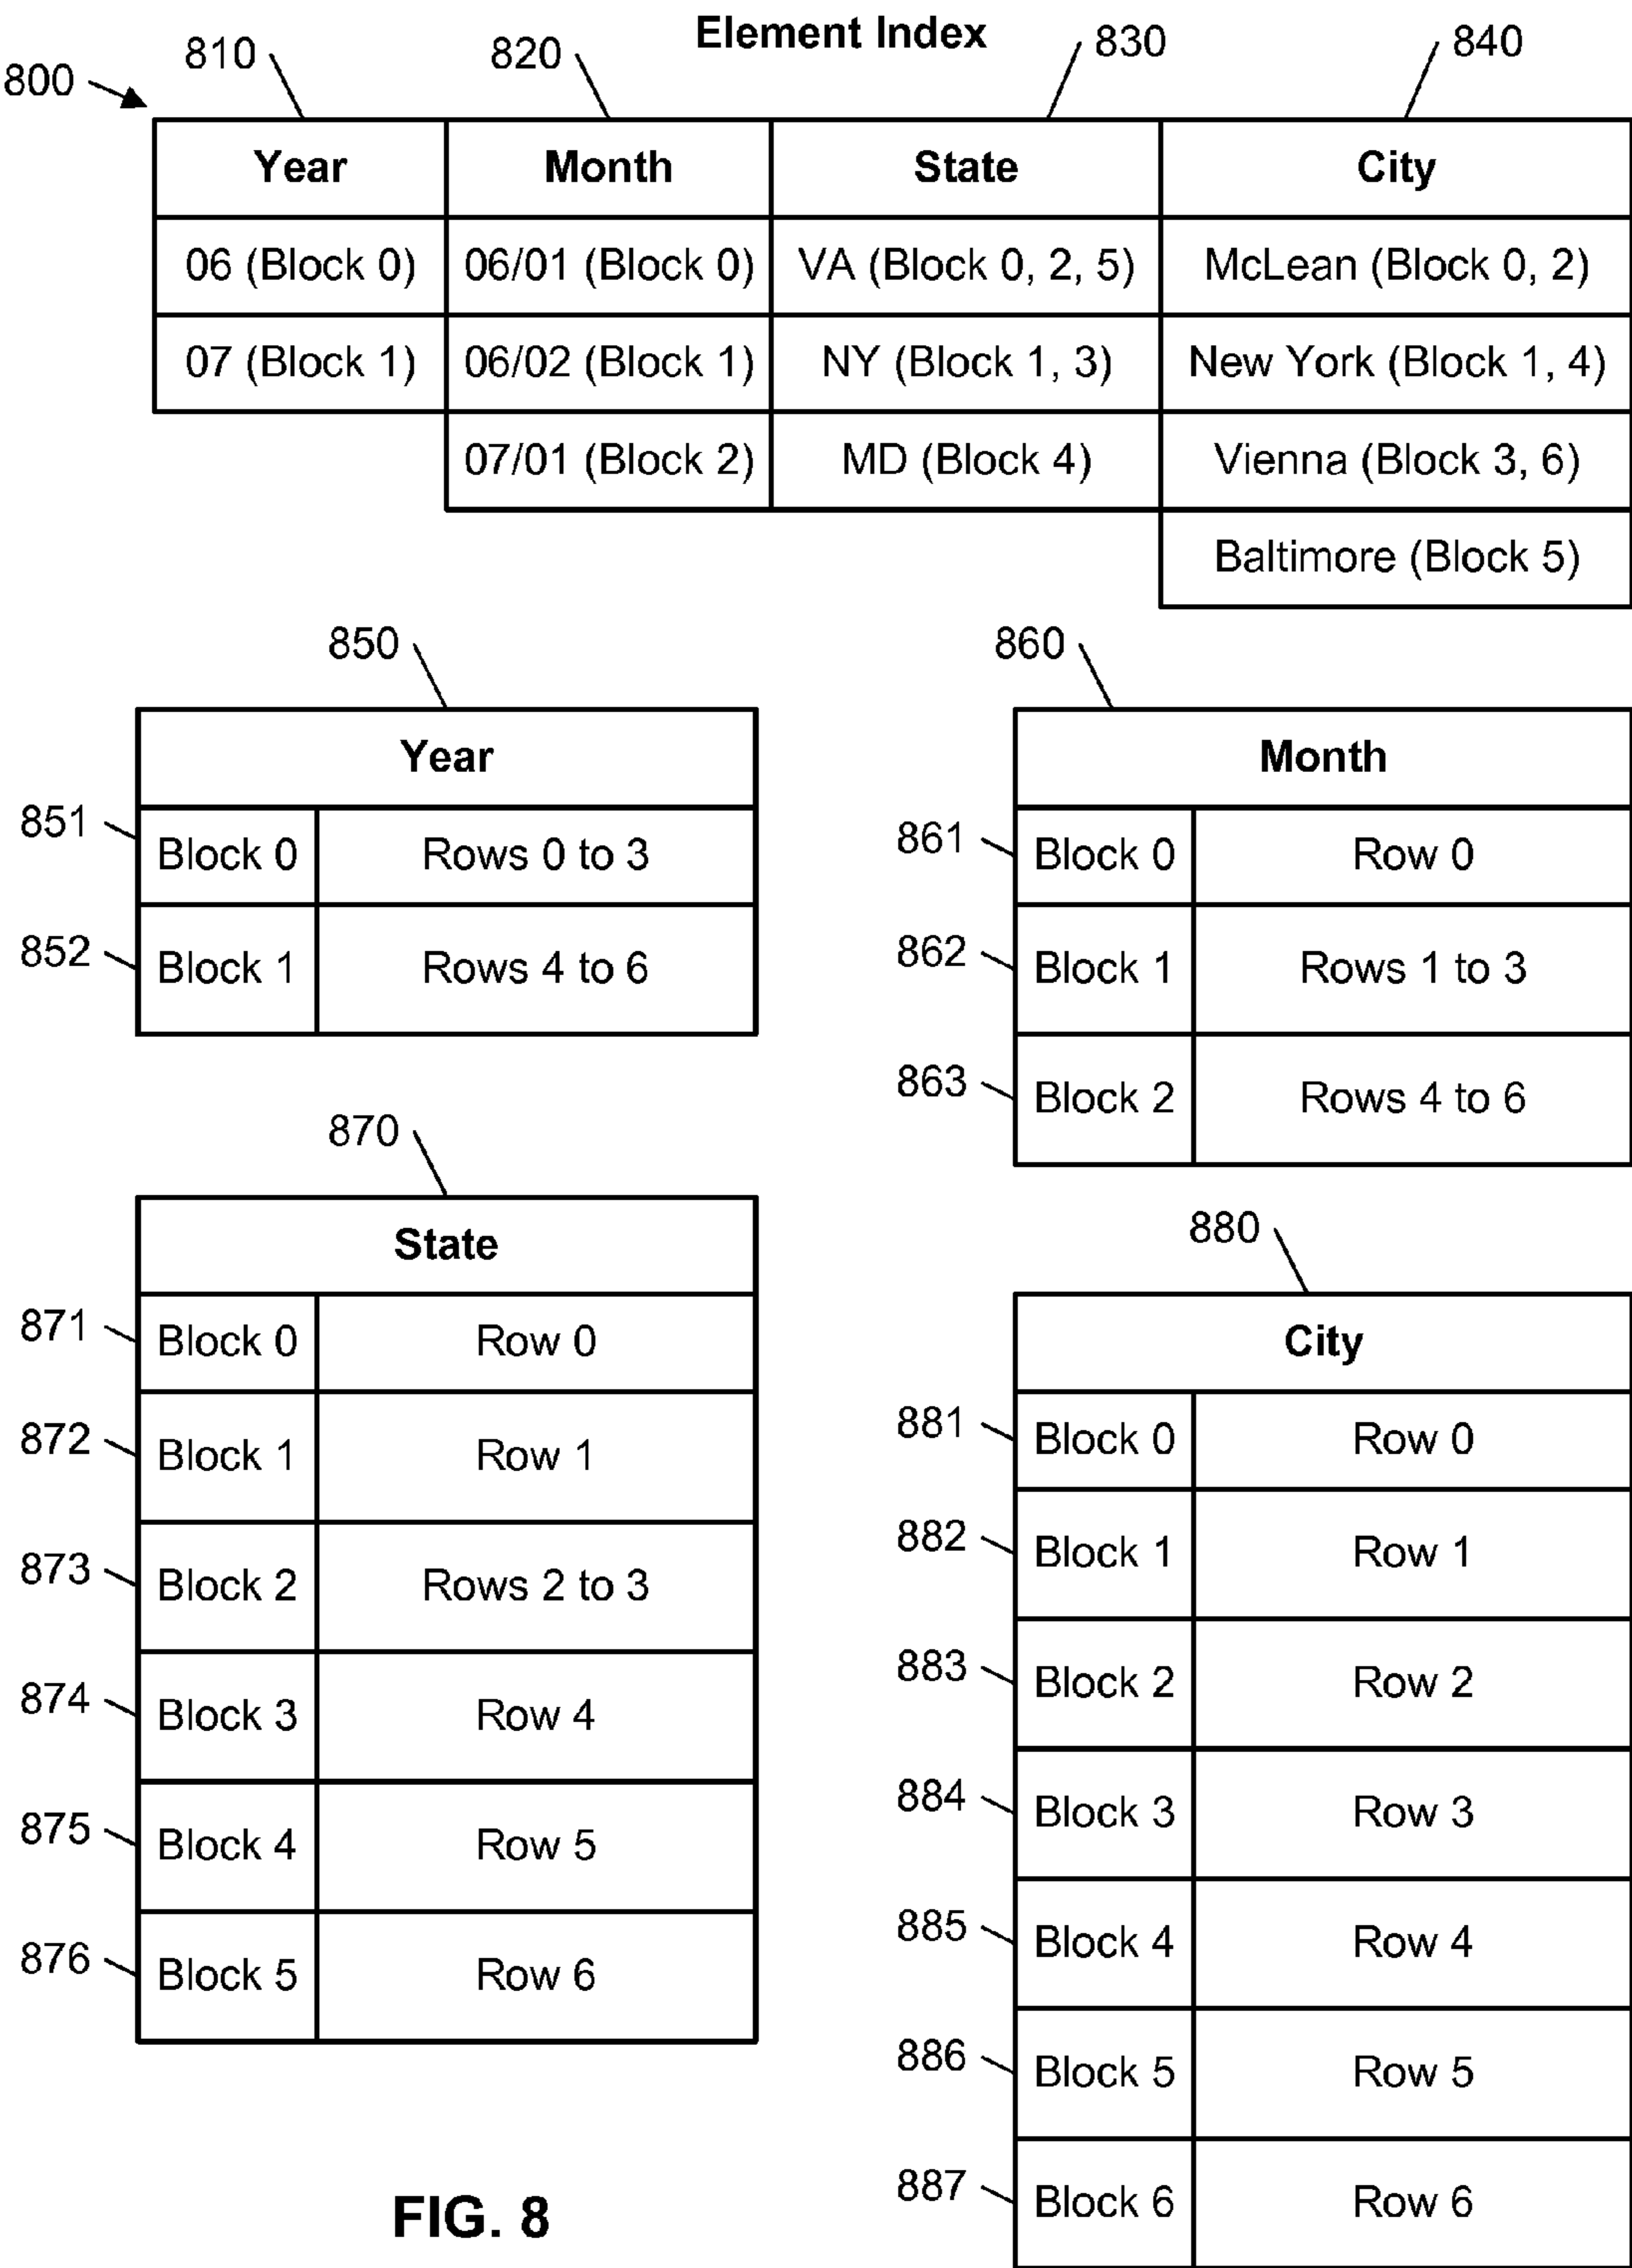 Element Index
800
810
820
830
840
Year Month State City
06 (Block 0) 06/01 (Block 0) VA (Block 0, 2, 5) McLean (Block 0, 2)
07 (Block 1) 06/02 (Block 1) NY (Block 1, 3) New York (Block 1, 4)
07/01 (Block 2) MD (Block 4) Vienna (Block 3, 6)
Baltimore (Block 5)
850
Year
851 Block 0 Rows 0 to 3
852 Block 1 Rows 4 to 6
860
Month
861 Block 0 Row 0
862 Block 1 Rows 1 to 3
863 Block 2 Rows 4 to 6
870
State
871 Block 0 Row 0
872 Block 1 Row 1
873 Block 2 Rows 2 to 3
874 Block 3 Row 4
875 Block 4 Row 5
876 Block 5 Row 6
880
City
881 Block 0 Row 0
882 Block 1 Row 1
883 Block 2 Row 2
884 Block 3 Row 3
885 Block 4 Row 4
886 Block 5 Row 5
887 Block 6 Row 6
FIG. 8